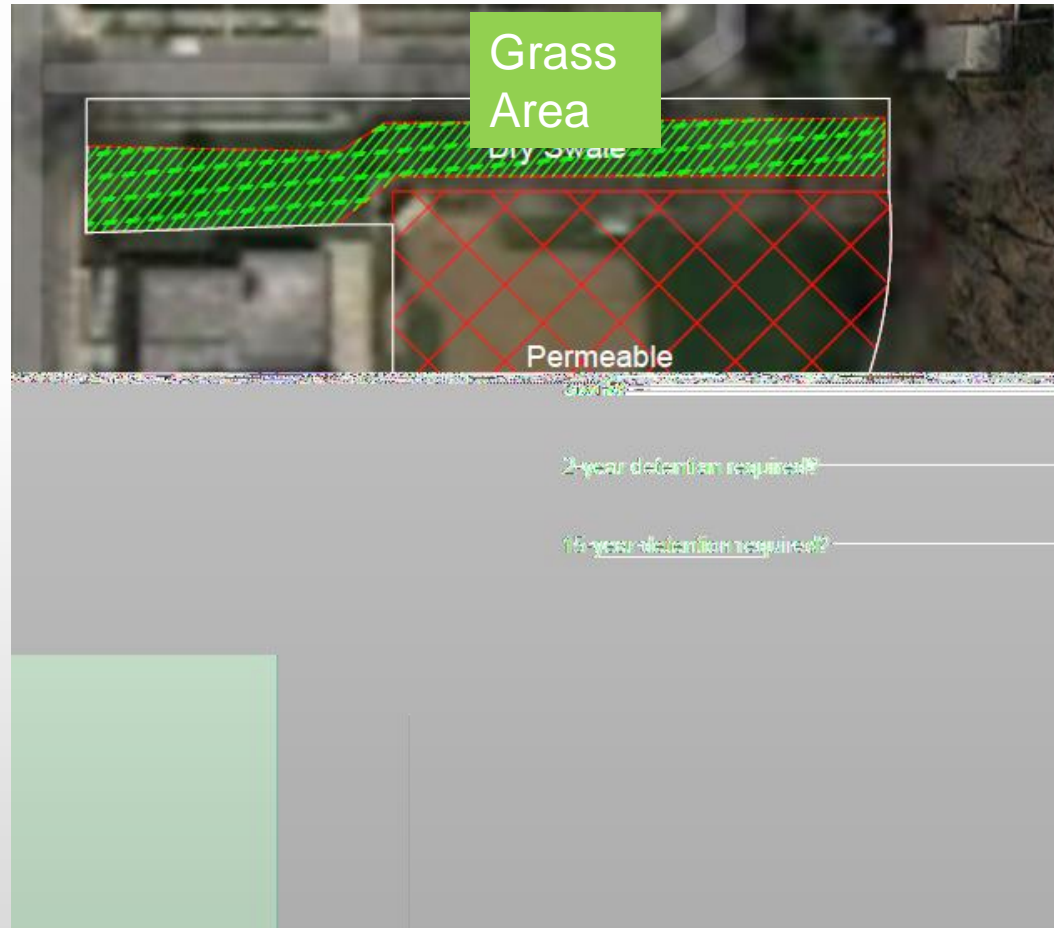 Grass
Area
Dry Swale
Permeable
2-year detention required?
15-year detention required?